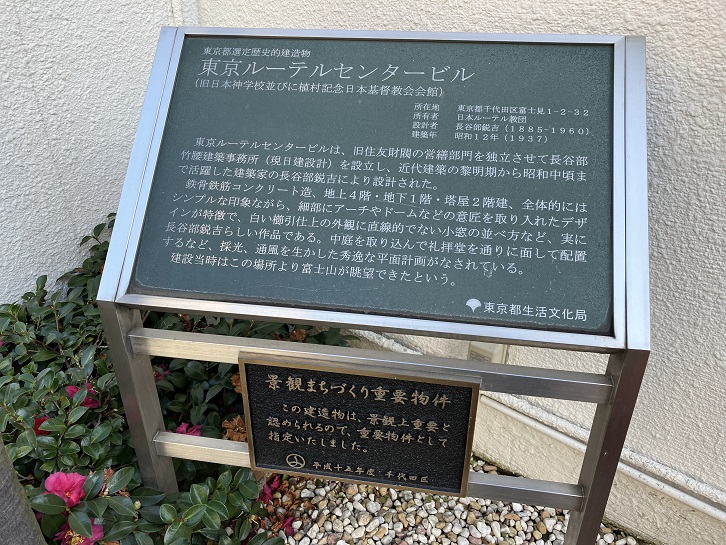 東京都選定歴史的建造物
東京ルーテルセンタービル
(旧日本神学校並びに植村記念日本基督教会会館)
所在地 東京都千代田区富士見1-2-32
所有者 日本ルーテル教団
設計者 長谷部鋭吉(1885-1960)
建築年 昭和12年(1937)
東京ルーテルセンタービルは、旧住友財閥の営繕部門を独立させて長谷部
竹腰建築事務所(現日建設計)を設立し、近代建築の黎明期から昭和中頃ま
で活躍した建築家の長谷部鋭吉により設計された。
鉄骨鉄筋コンクリート造、地上4階・地下1階・塔屋2階建、全体的には
シンプルな印象ながら、細部にアーチやドームなどの意匠を取り入れたデザ
インが特徴で、白い櫛引仕上の外観に直線的でない小窓の並べ方など、実に
長谷部鋭吉らしい作品である。中庭を取り込んで礼拝堂を通りに面して配置
するなど、採光、通風を生かした秀逸な平面計画がなされている。
建設当時はこの場所より富士山が眺望できたという。
東京都生活文化局
景観まちづくり重要物件
この建造物は、景観上重要と
認められるので、重要物件として
指定いたしました。
平成十五年度 千代田区